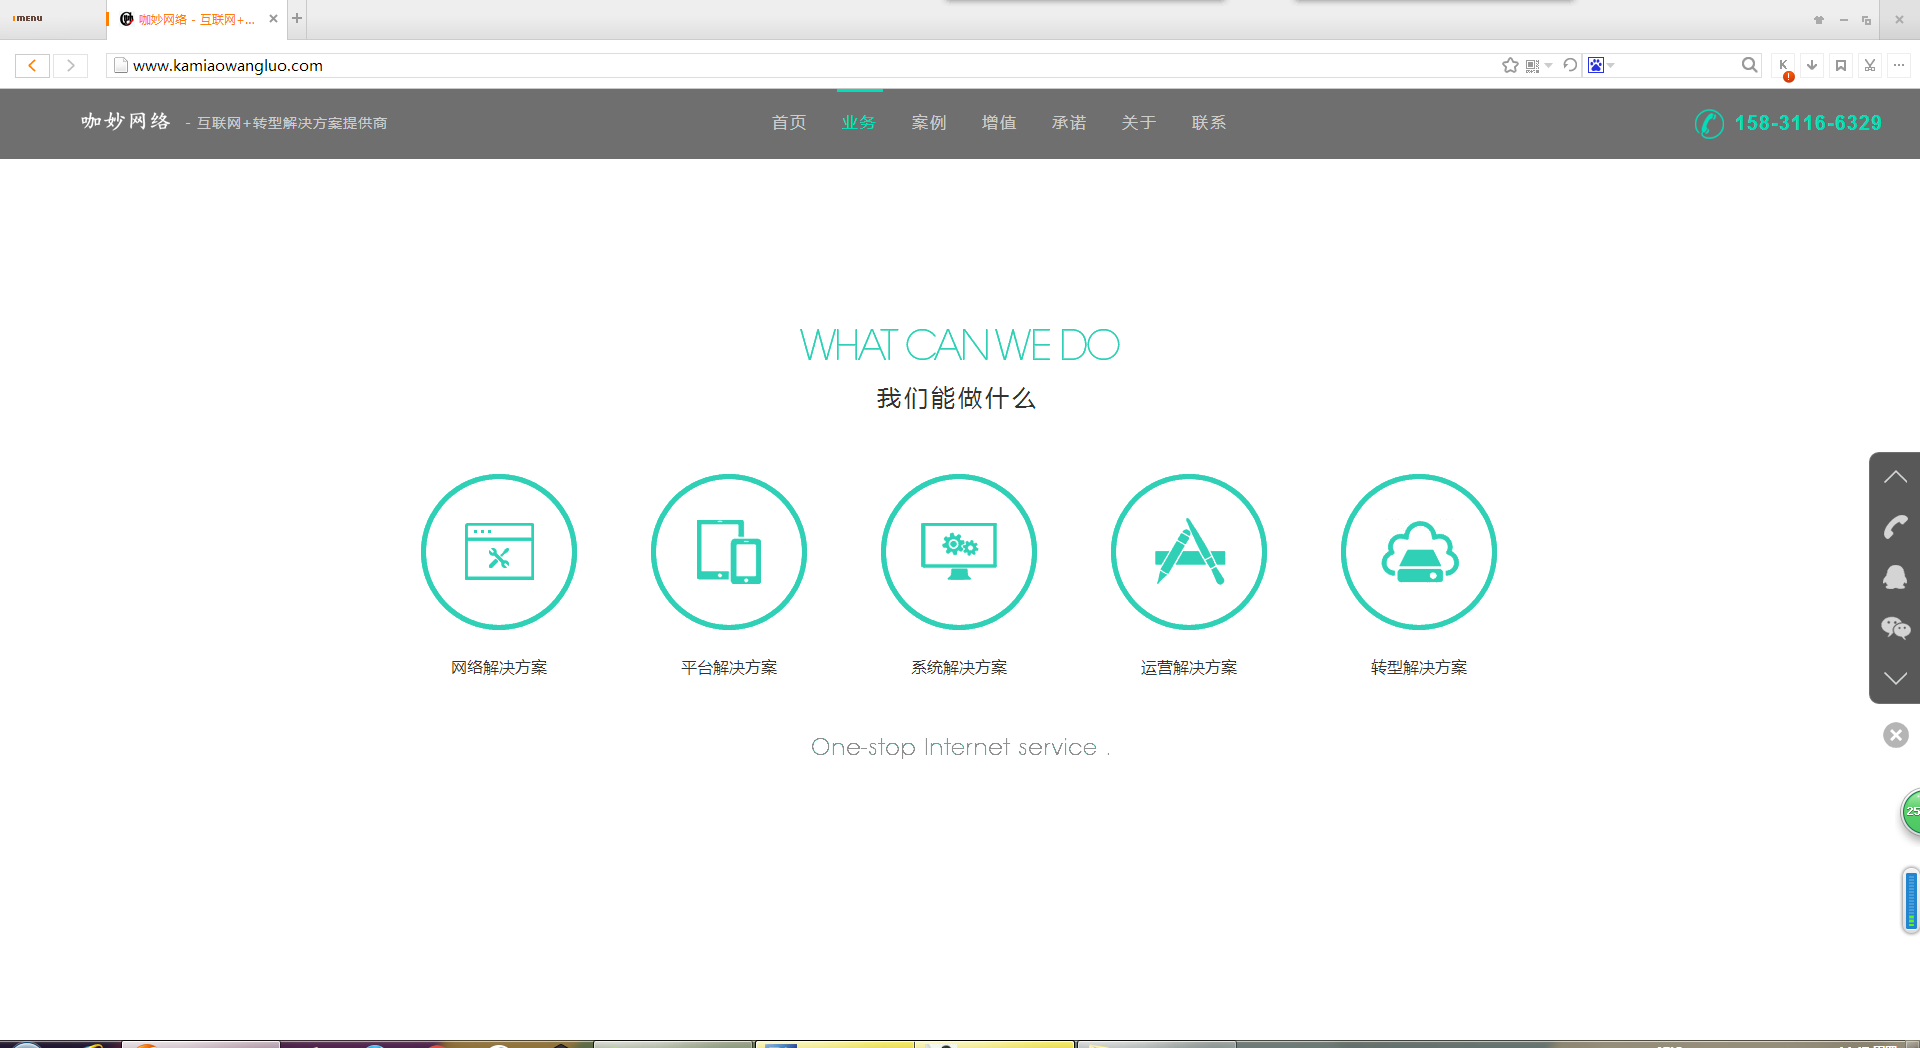 MENU
咖妙网络 - 互联网+...
www.kamiaowangluo.com
咖妙网络 - 互联网+转型解决方案提供商
首页 业务 案例 增值 承诺 关于 联系
158-3116-6329
WHAT CAN WE DO
我们能做什么
网络解决方案 平台解决方案 系统解决方案 运营解决方案 转型解决方案
One-stop Internet service .
25